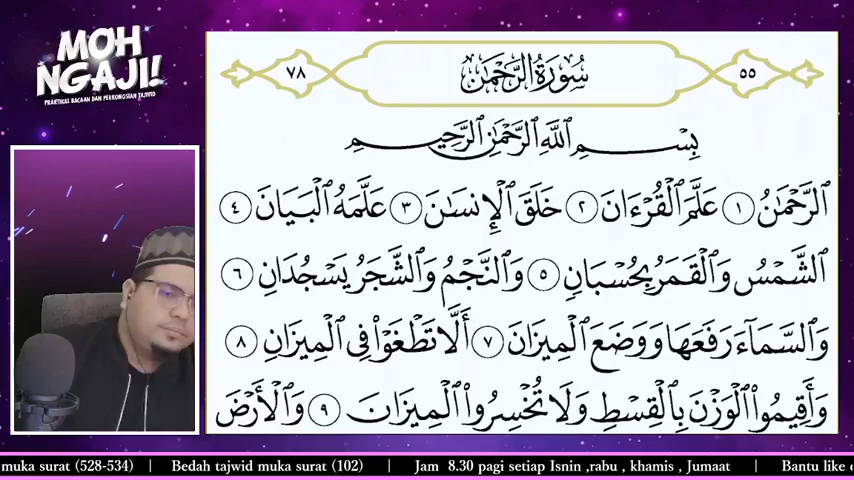 MOH
NGAJI!
PRAKTIKAL BACAAN DAN PERKONGSIAN TAJWID
٥٥ سُورَةُ الرَّحْمَٰن ٧٨
بِسْمِ ٱللَّهِ ٱلرَّحْمَٰنِ ٱلرَّحِيمِ
ٱلرَّحْمَٰنُ ١ عَلَّمَ ٱلْقُرْءَانَ ٢ خَلَقَ ٱلْإِنسَٰنَ ٣ عَلَّمَهُ ٱلْبَيَانَ ٤
ٱلشَّمْسُ وَٱلْقَمَرُ بِحُسْبَانٍ ٥ وَٱلنَّجْمُ وَٱلشَّجَرُ يَسْجُدَانِ ٦
وَٱلسَّمَآءَ رَفَعَهَا وَوَضَعَ ٱلْمِيزَانَ ٧ أَلَّا تَطْغَوْا۟ فِى ٱلْمِيزَانِ ٨
وَأَقِيمُوا۟ ٱلْوَزْنَ بِٱلْقِسْطِ وَلَا تُخْسِرُوا۟ ٱلْمِيزَانَ ٩ وَٱلْأَرْضَ
muka surat (528-534) | Bedah tajwid muka surat (102) | Jam 8.30 pagi setiap Isnin ,rabu , khamis , Jumaat | Bantu like